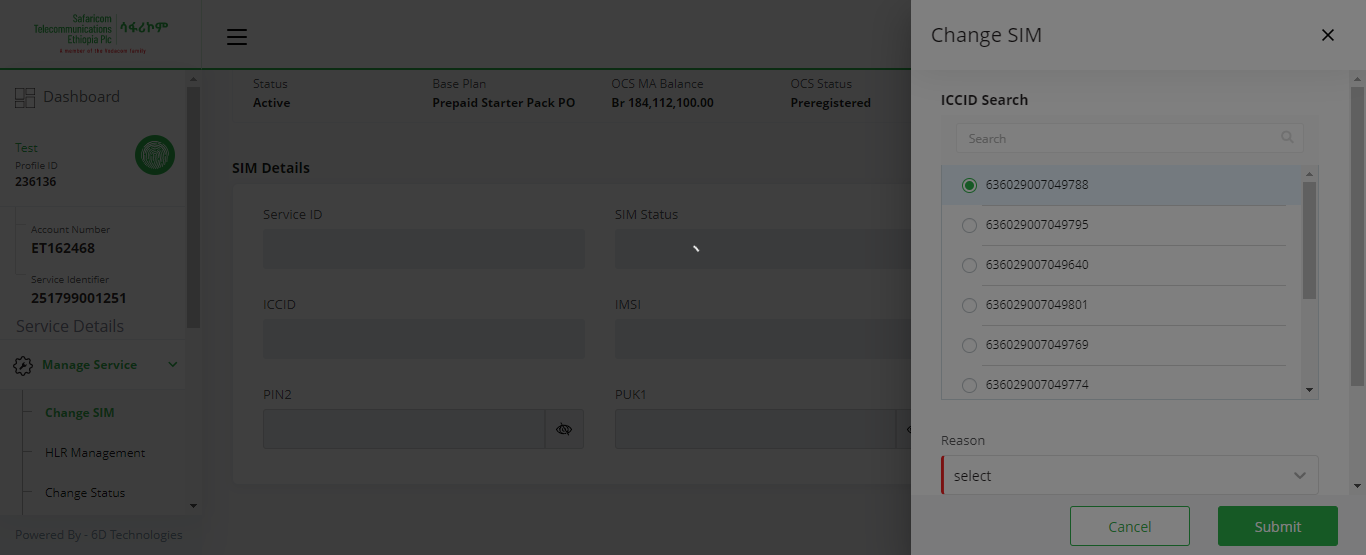 Safaricom
Telecommunications
Ethiopia Plc
ሳፋሪኮም
A member of the Vodacom family
Change SIM
Dashboard
Test
Profile ID
236136
Account Number
ET162468
Service Identifier
251799001251
Service Details
Manage Service
Change SIM
HLR Management
Change Status
Powered By - 6D Technologies
Status
Base Plan
OCS MA Balance
OCS Status
Active
Prepaid Starter Pack PO
Br 184,112,100.00
Preregistered
SIM Details
Service ID
SIM Status
ICCID
IMSI
PIN2
PUK1
ICCID Search
Search
636029007049788
636029007049795
636029007049640
636029007049801
636029007049769
636029007049774
Reason
select
Cancel
Submit